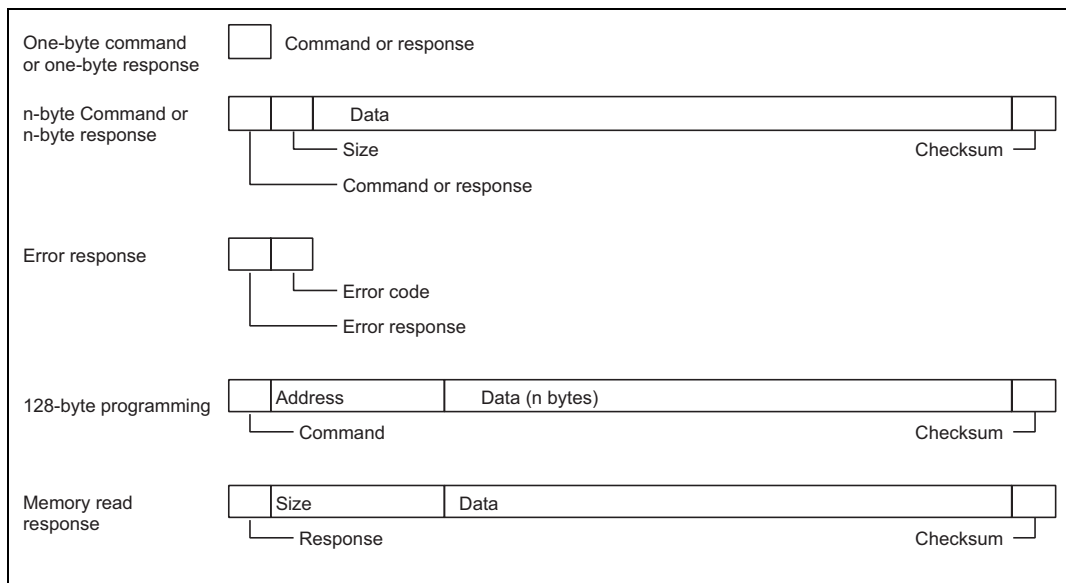 One-byte command
or one-byte response
Command or response
n-byte Command or
n-byte response
Data
Size
Checksum
Command or response
Error response
Error code
Error response
128-byte programming
Address
Data (n bytes)
Command
Checksum
Memory read
response
Size
Data
Response
Checksum